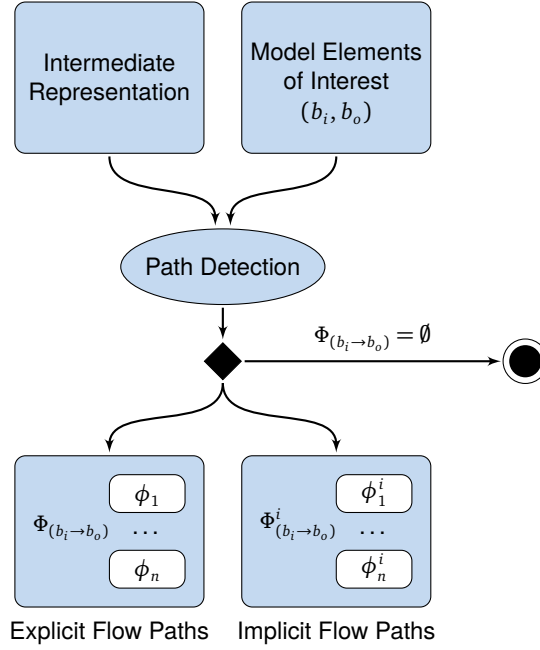 Intermediate
Representation
Model Elements
of Interest
(b_i, b_o)
Path Detection
Φ_(b_i→b_o) = ∅
Φ_(b_i→b_o)
ϕ_1
...
ϕ_n
Φ^i_(b_i→b_o)
ϕ^i_1
...
ϕ^i_n
Explicit Flow Paths
Implicit Flow Paths